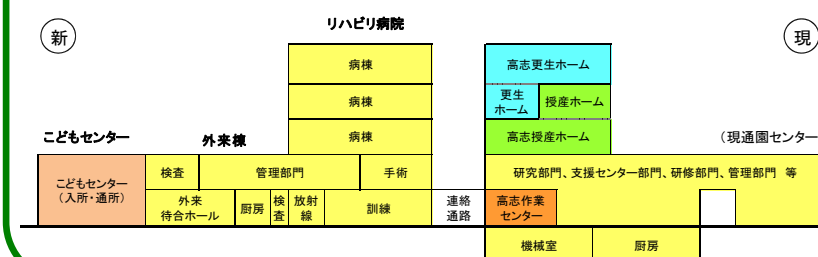 リハビリ病院
新
現
病棟
高志更生ホーム
病棟
更生
ホーム
授産ホーム
こどもセンター
外来棟
病棟
高志授産ホーム
（現通園センター
こどもセンター
（入所・通所）
検査
管理部門
手術
研究部門、支援センター部門、研修部門、管理部門 等
外来
待合ホール
厨房
検
査
放射
線
訓練
連絡
通路
高志作業
センター
機械室
厨房